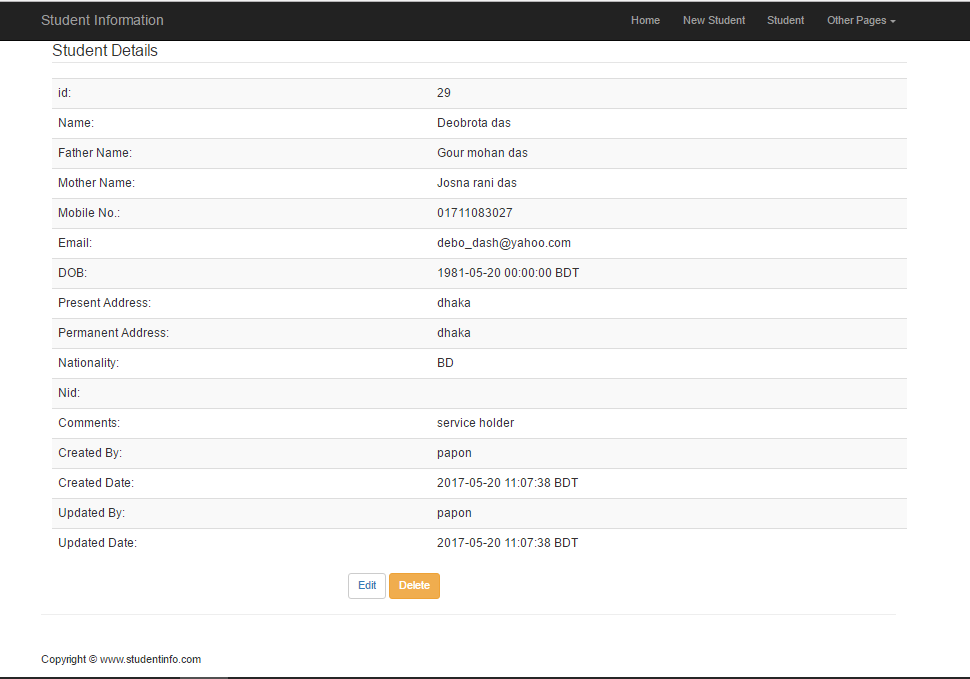 Student Information Home New Student Student Other Pages
Student Details
id: 29
Name: Deobrota das
Father Name: Gour mohan das
Mother Name: Josna rani das
Mobile No.: 01711083027
Email: debo_dash@yahoo.com
DOB: 1981-05-20 00:00:00 BDT
Present Address: dhaka
Permanent Address: dhaka
Nationality: BD
Nid:
Comments: service holder
Created By: papon
Created Date: 2017-05-20 11:07:38 BDT
Updated By: papon
Updated Date: 2017-05-20 11:07:38 BDT
Edit Delete
Copyright © www.studentinfo.com